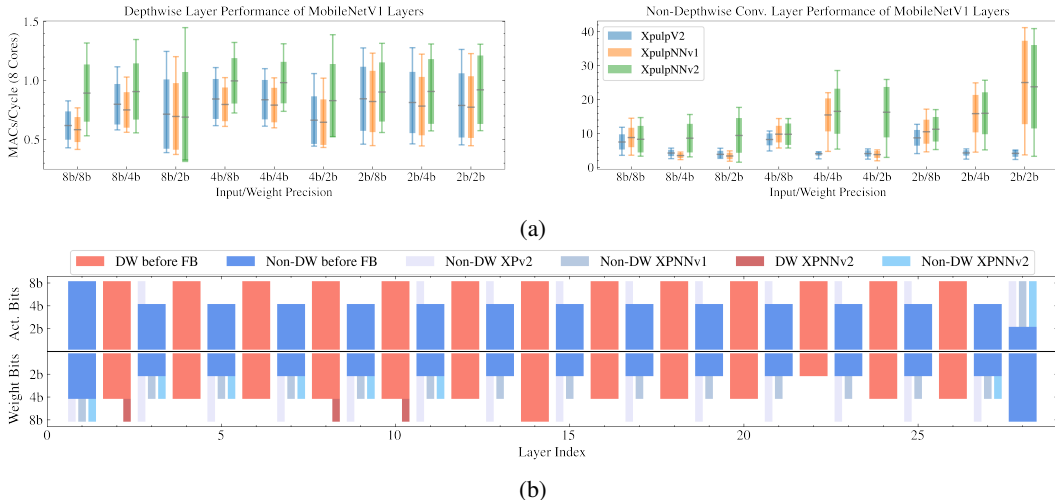 Depthwise Layer Performance of MobileNetV1 Layers
MACs/Cycle (8 Cores)
1.5
1.0
0.5
8b/8b 8b/4b 8b/2b 4b/8b 4b/4b 4b/2b 2b/8b 2b/4b 2b/2b
Input/Weight Precision
Non-Depthwise Conv. Layer Performance of MobileNetV1 Layers
XpulpV2
XpulpNNv1
XpulpNNv2
40
30
20
10
0
8b/8b 8b/4b 8b/2b 4b/8b 4b/4b 4b/2b 2b/8b 2b/4b 2b/2b
Input/Weight Precision
(a)
DW before FB Non-DW before FB Non-DW XPv2 Non-DW XPNNv1 DW XPNNv2 Non-DW XPNNv2
Act. Bits
8b
4b
2b
Weight Bits
2b
4b
8b
0 5 10 15 20 25
Layer Index
(b)